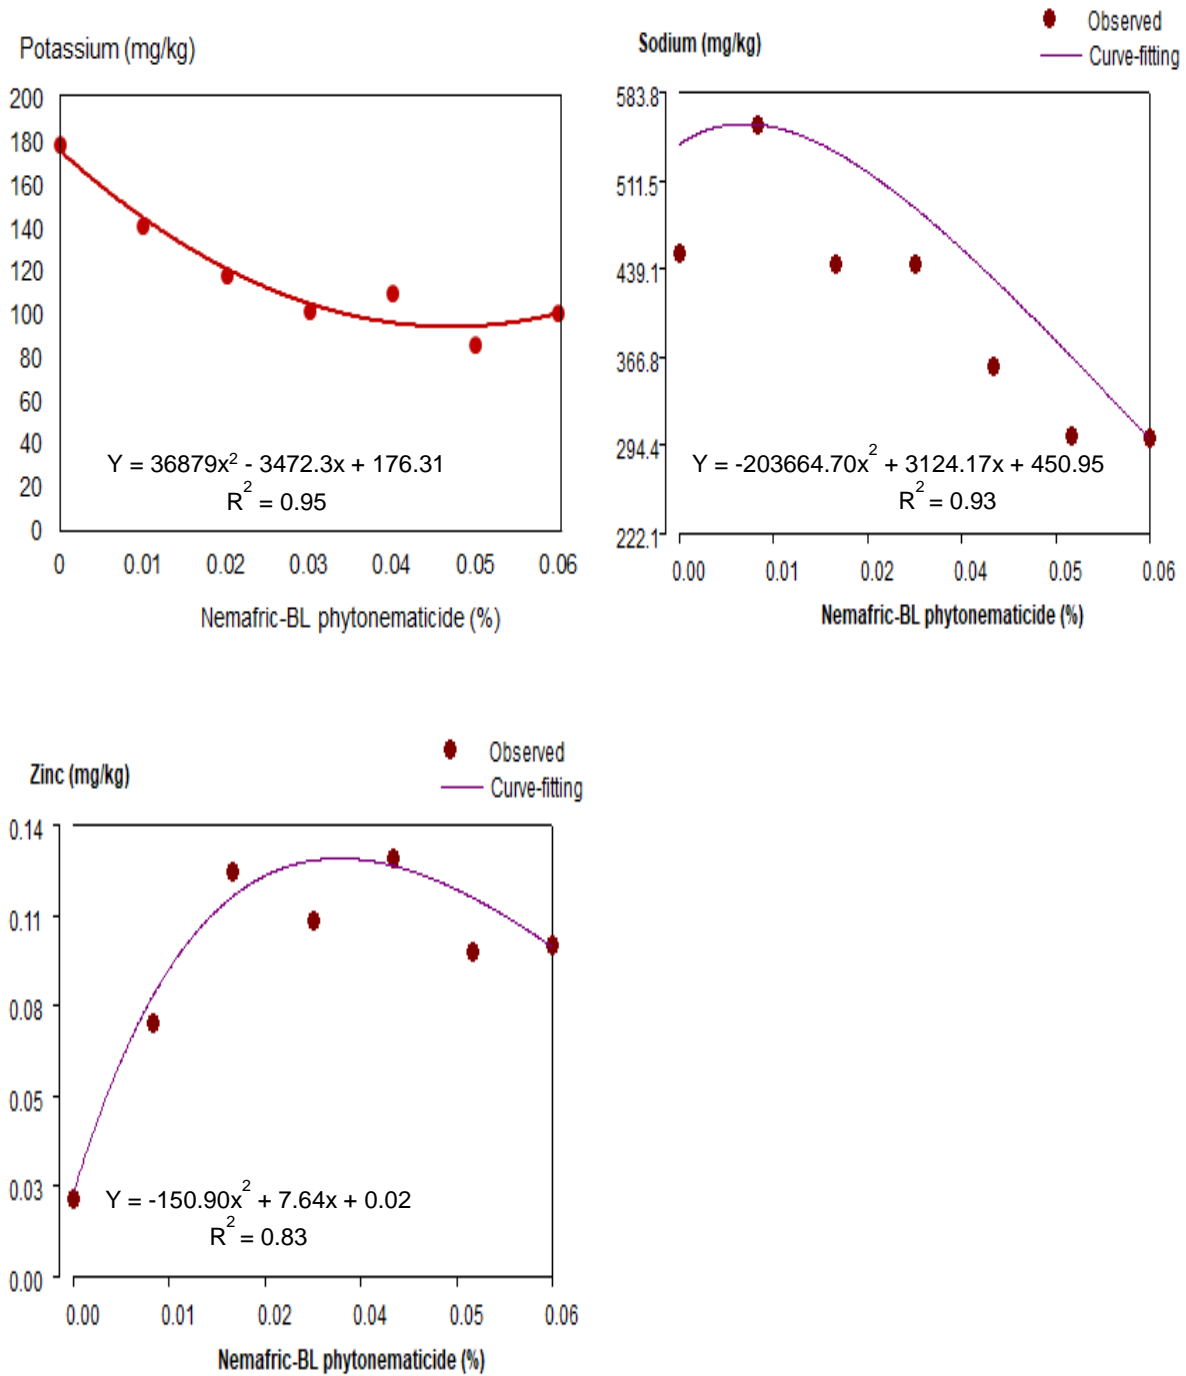 Potassium (mg/kg)
200
180
160
140
120
100
80
60
40
20
0
Y = 36879x² - 3472.3x + 176.31
R² = 0.95
0 0.01 0.02 0.03 0.04 0.05 0.06
Nemafric-BL phytonematicide (%)
Observed
Curve-fitting
Sodium (mg/kg)
583.8
511.5
439.1
366.8
294.4
222.1
Y = -203664.70x² + 3124.17x + 450.95
R² = 0.93
0.00 0.01 0.02 0.04 0.05 0.06
Nemafric-BL phytonematicide (%)
Observed
Curve-fitting
Zinc (mg/kg)
0.14
0.11
0.08
0.05
0.03
0.00
Y = -150.90x² + 7.64x + 0.02
R² = 0.83
0.00 0.01 0.02 0.04 0.05 0.06
Nemafric-BL phytonematicide (%)